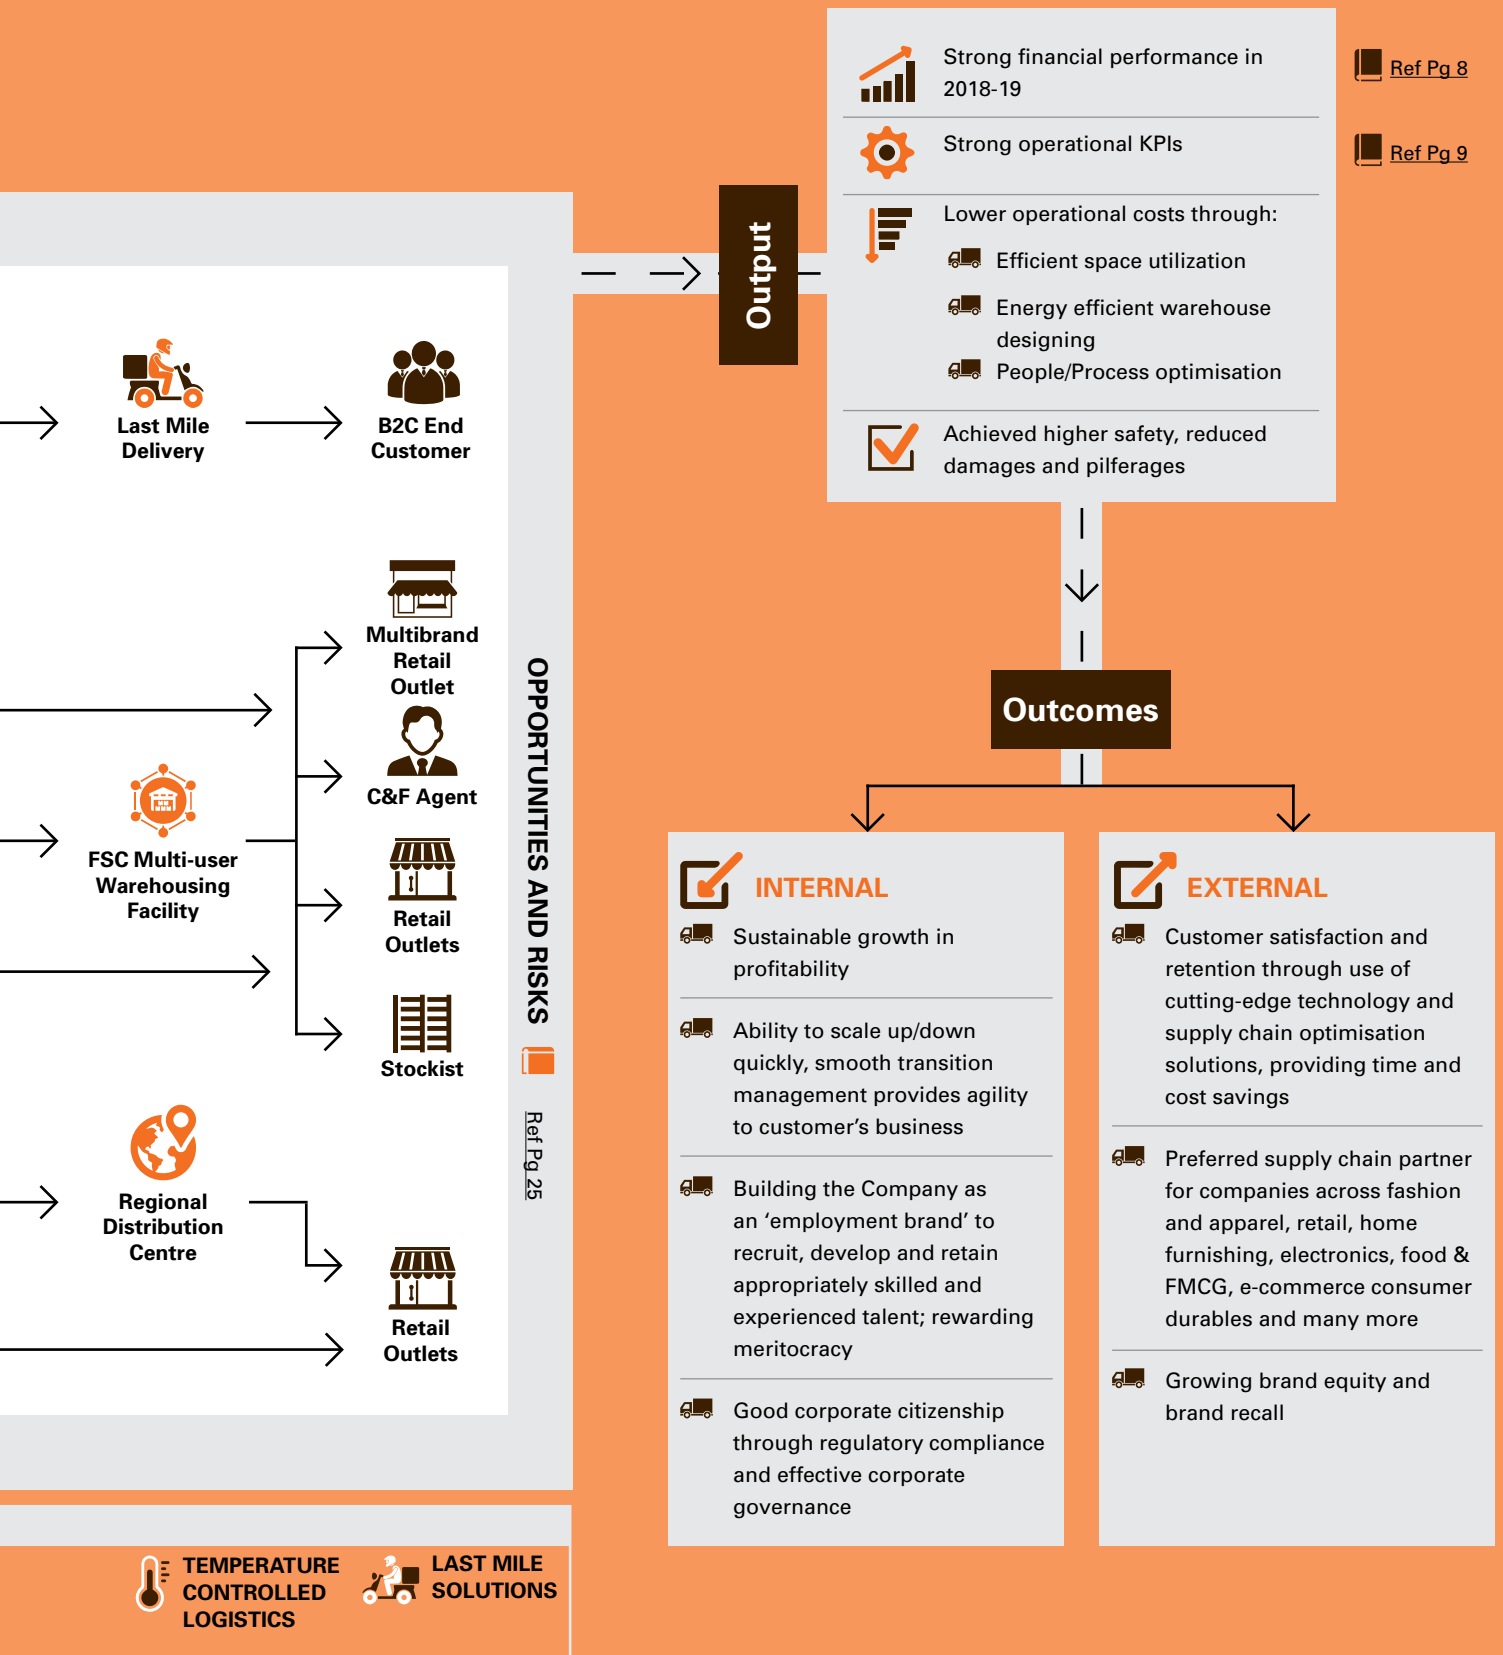 Last Mile
Delivery
B2C End
Customer
Multibrand
Retail
Outlet
C&F Agent
FSC Multi-user
Warehousing
Facility
Retail
Outlets
Stockist
Regional
Distribution
Centre
Retail
Outlets
OPPORTUNITIES AND RISKS
Ref Pg 25
TEMPERATURE
CONTROLLED
LOGISTICS
LAST MILE
SOLUTIONS
Output
Strong financial performance in
2018-19
Ref Pg 8
Strong operational KPIs
Ref Pg 9
Lower operational costs through:
Efficient space utilization
Energy efficient warehouse
designing
People/Process optimisation
Achieved higher safety, reduced
damages and pilferages
Outcomes
INTERNAL
Sustainable growth in
profitability
Ability to scale up/down
quickly, smooth transition
management provides agility
to customer’s business
Building the Company as
an ‘employment brand’ to
recruit, develop and retain
appropriately skilled and
experienced talent; rewarding
meritocracy
Good corporate citizenship
through regulatory compliance
and effective corporate
governance
EXTERNAL
Customer satisfaction and
retention through use of
cutting-edge technology and
supply chain optimisation
solutions, providing time and
cost savings
Preferred supply chain partner
for companies across fashion
and apparel, retail, home
furnishing, electronics, food &
FMCG, e-commerce consumer
durables and many more
Growing brand equity and
brand recall